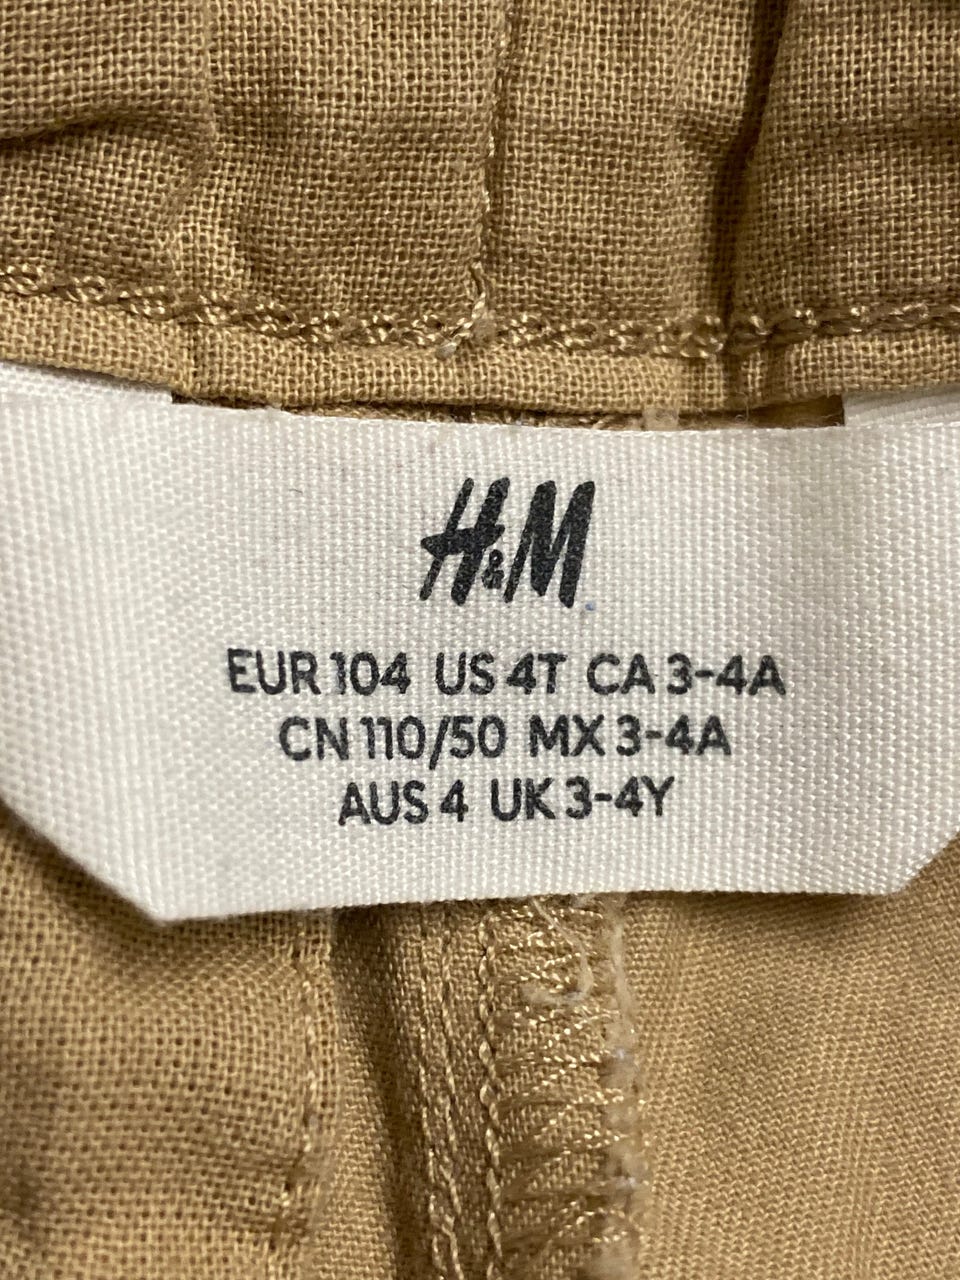 H&M
EUR 104 US 4T CA 3-4A
CN 110/50 MX 3-4A
AUS 4 UK 3-4Y